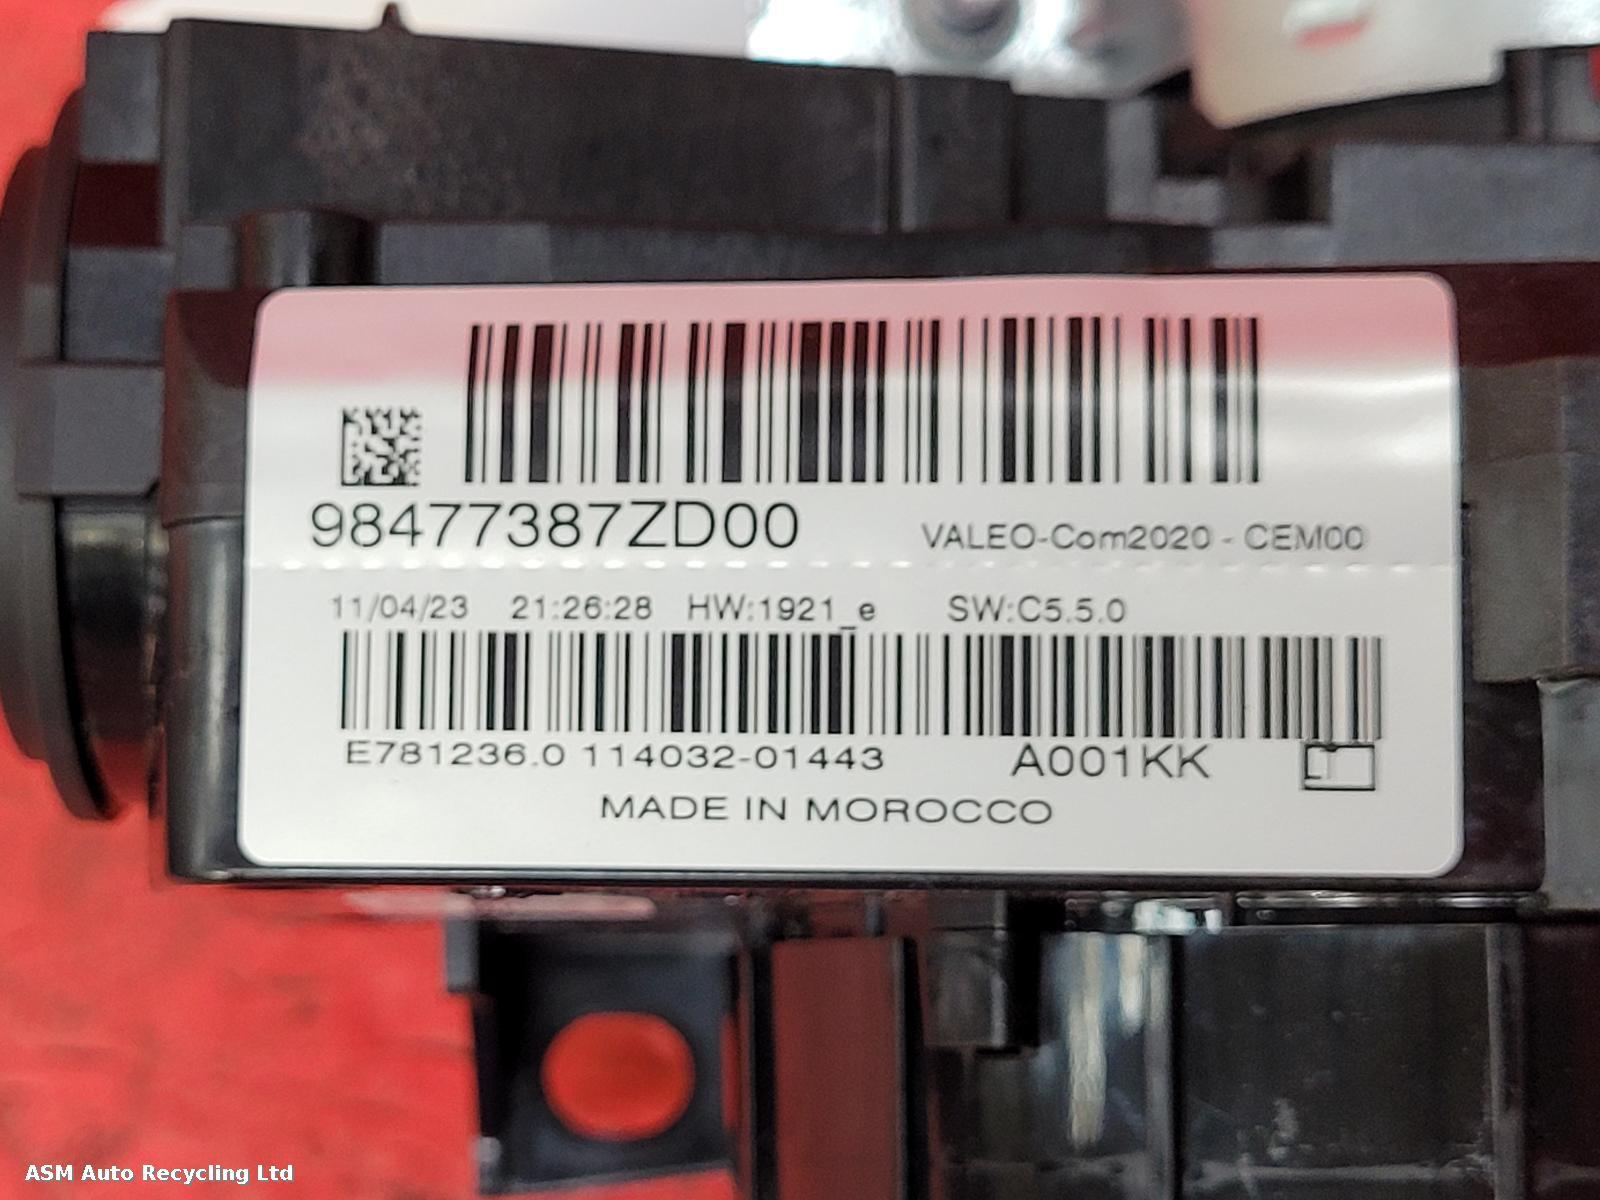 98477387ZD00 VALEO-Com2020 - CEM00
11/04/23 21:26:28 HW:1921_e SW:C5.5.0
E781236.0 114032-01443 A001KK
MADE IN MOROCCO
ASM Auto Recycling Ltd